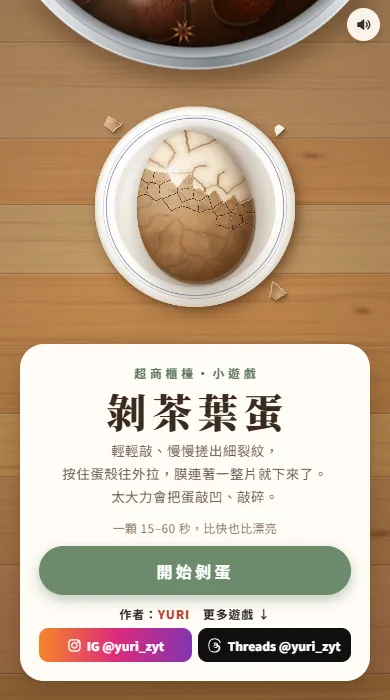 超商櫃檯・小遊戲
剝茶葉蛋
輕輕敲、慢慢搓出細裂紋，
按住蛋殼往外拉，膜連著一整片就下來了。
太大力會把蛋敲凹、敲碎。
一顆 15–60 秒，比快也比漂亮
開始剝蛋
作者：YURI 更多遊戲 ↓
IG @yuri_zyt
Threads @yuri_zyt